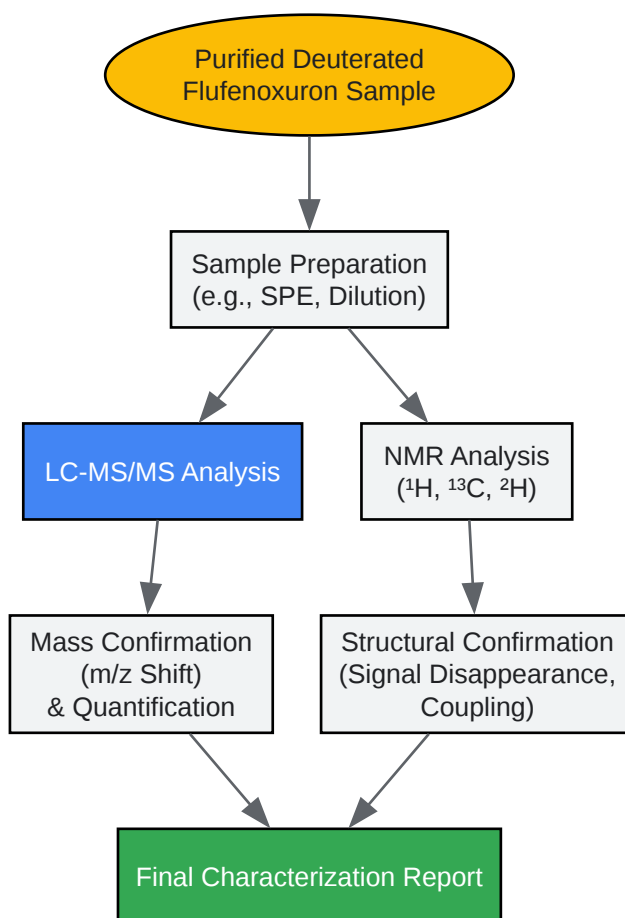 Purified Deuterated
Flufenoxuron Sample
Sample Preparation
(e.g., SPE, Dilution)
LC-MS/MS Analysis
NMR Analysis
(¹H, ¹³C, ²H)
Mass Confirmation
(m/z Shift)
& Quantification
Structural Confirmation
(Signal Disappearance,
Coupling)
Final Characterization Report